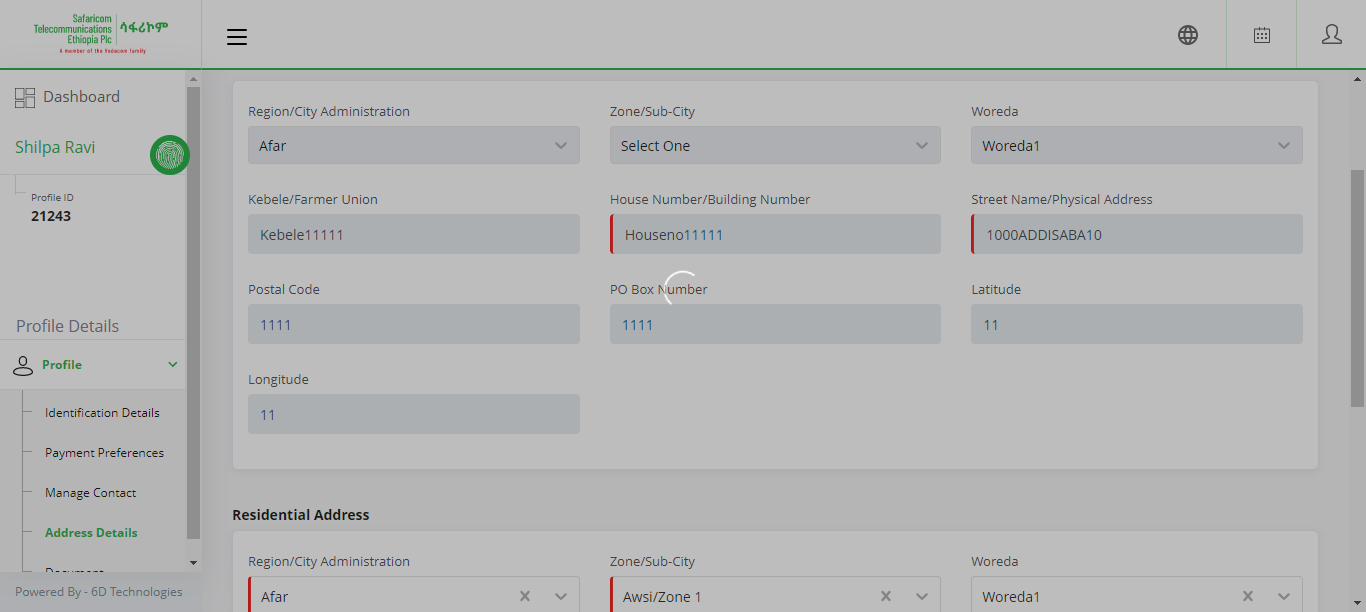 Safaricom
Telecommunications
Ethiopia Plc
ሳፋሪኮም
A member of the Vodacom family
Dashboard
Shilpa Ravi
Profile ID
21243
Profile Details
Profile
Identification Details
Payment Preferences
Manage Contact
Address Details
Document
Powered By - 6D Technologies
Region/City Administration
Zone/Sub-City
Woreda
Afar
Select One
Woreda1
Kebele/Farmer Union
House Number/Building Number
Street Name/Physical Address
Kebele11111
Houseno11111
1000ADDISABA10
Postal Code
PO Box Number
Latitude
1111
1111
11
Longitude
11
Residential Address
Region/City Administration
Zone/Sub-City
Woreda
Afar
Awsi/Zone 1
Woreda1